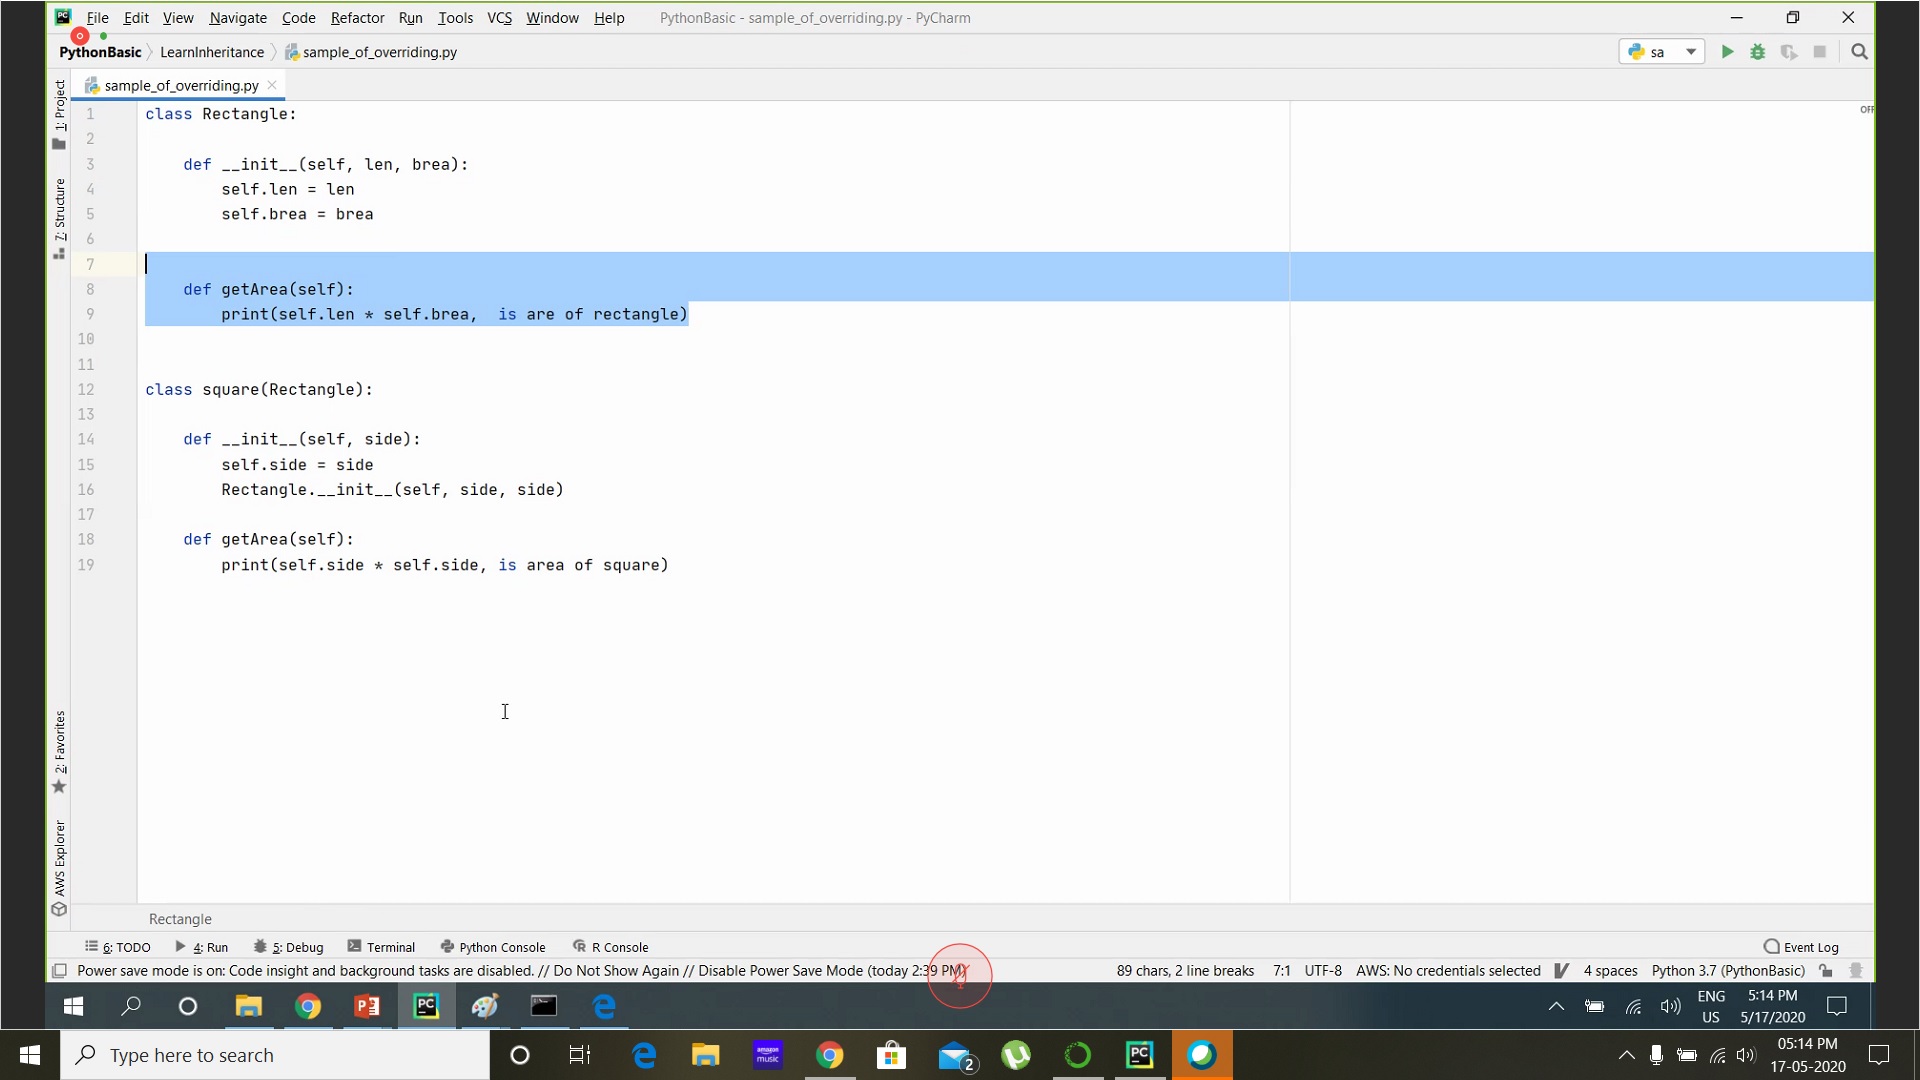 File Edit View Navigate Code Refactor Run Tools VCS Window Help PythonBasic - sample_of_overriding.py - PyCharm
PythonBasic LearnInheritance sample_of_overriding.py sa
sample_of_overriding.py
OFF
1 class Rectangle:
2
3 def __init__(self, len, brea):
4 self.len = len
5 self.brea = brea
6
7
8 def getArea(self):
9 print(self.len * self.brea,  is are of rectangle)
10
11
12 class square(Rectangle):
13
14 def __init__(self, side):
15 self.side = side
16 Rectangle.__init__(self, side, side)
17
18 def getArea(self):
19 print(self.side * self.side, is area of square)
1: Project
7: Structure
2: Favorites
AWS Explorer
Rectangle
6: TODO 4: Run 5: Debug Terminal Python Console R Console Event Log
Power save mode is on: Code insight and background tasks are disabled. // Do Not Show Again // Disable Power Save Mode (today 2:39 PM) 89 chars, 2 line breaks 7:1 UTF-8 AWS: No credentials selected 4 spaces Python 3.7 (PythonBasic)
ENG 5:14 PM
US 5/17/2020
Type here to search amazon music 2 05:14 PM
17-05-2020